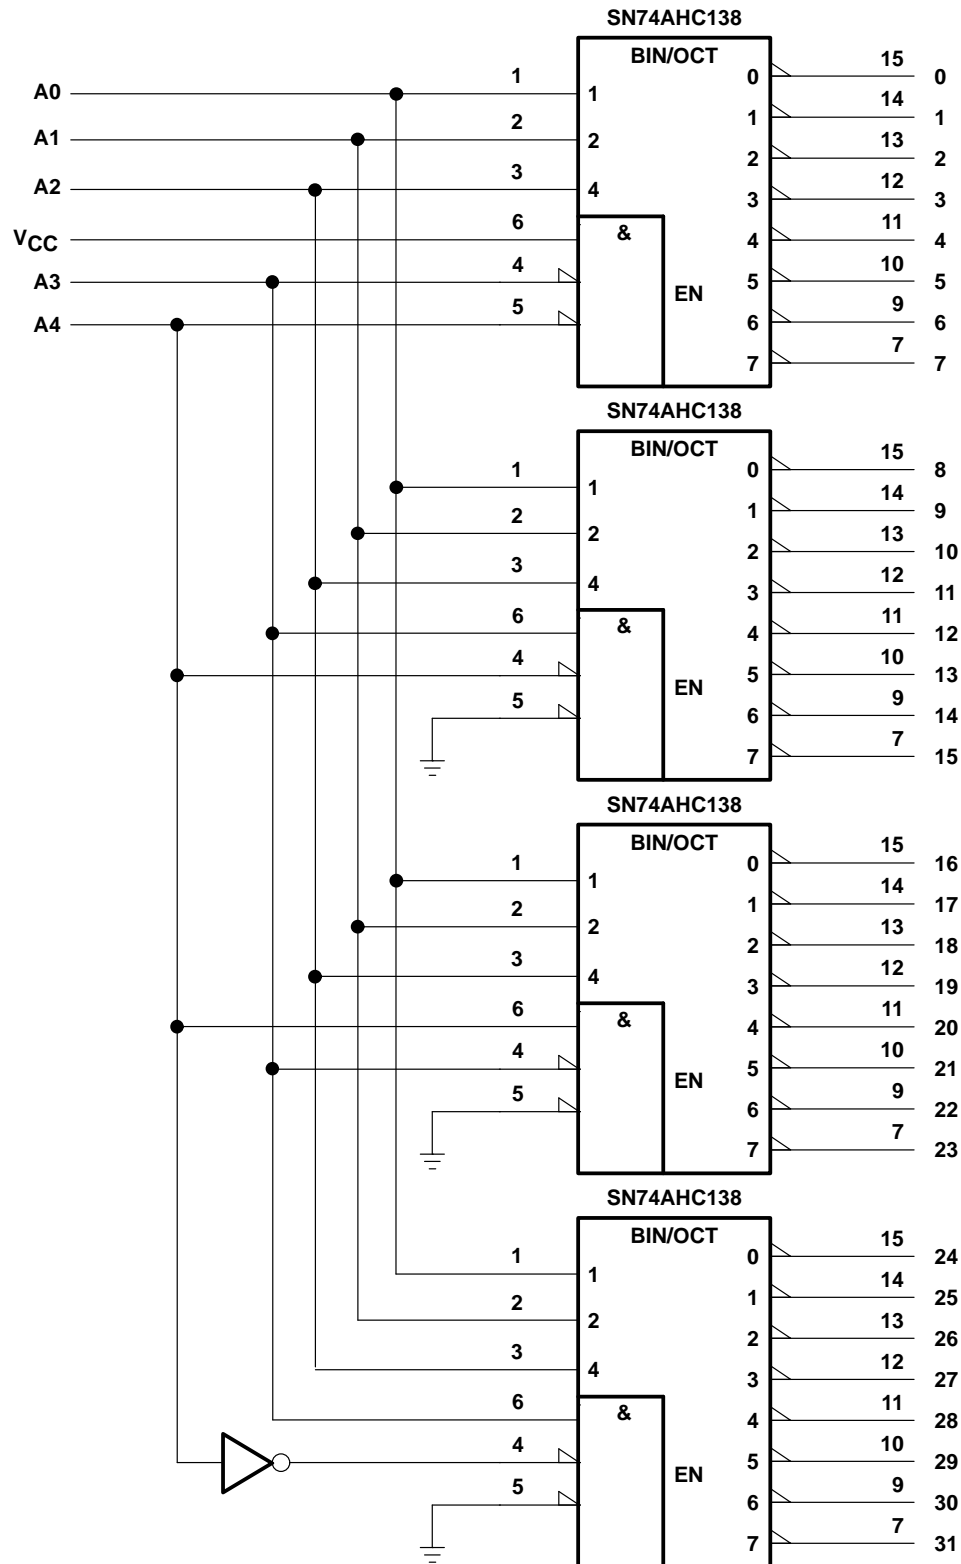 SN74AHC138
BIN/OCT
A0 1 1 0 15 0
A1 2 2 1 14 1
A2 3 4 2 13 2
3 12 3
VCC 6 & 4 11 4
A3 4 EN 5 10 5
A4 5 6 9 6
7 7 7
SN74AHC138
BIN/OCT
1 1 0 15 8
2 2 1 14 9
3 4 2 13 10
3 12 11
6 & 4 11 12
4 EN 5 10 13
5 6 9 14
7 7 15
SN74AHC138
BIN/OCT
1 1 0 15 16
2 2 1 14 17
3 4 2 13 18
3 12 19
6 & 4 11 20
4 EN 5 10 21
5 6 9 22
7 7 23
SN74AHC138
BIN/OCT
1 1 0 15 24
2 2 1 14 25
3 4 2 13 26
3 12 27
6 & 4 11 28
4 EN 5 10 29
5 6 9 30
7 7 31